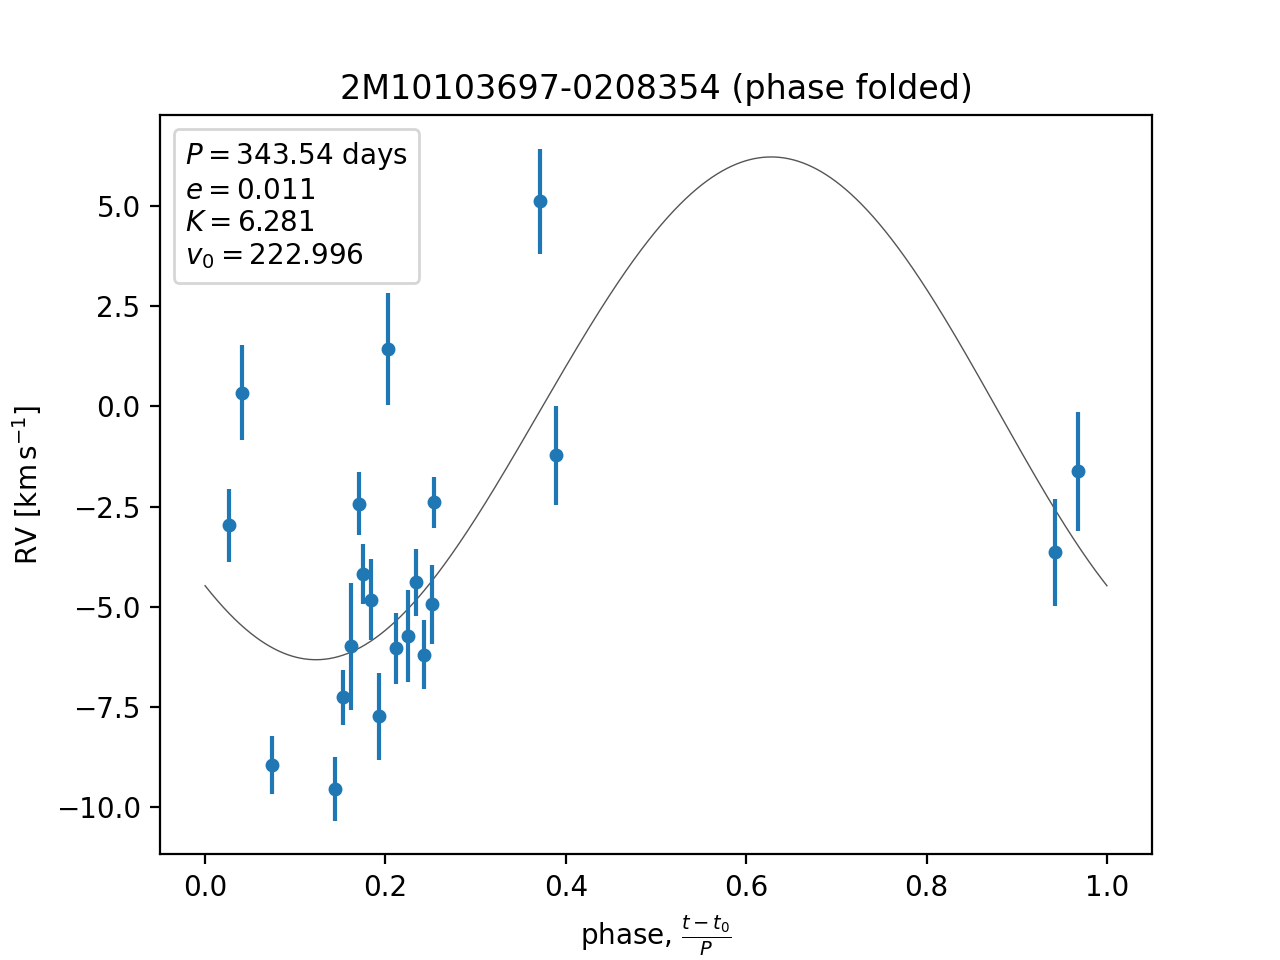 2M10103697-0208354 (phase folded)
P = 343.54 days
e = 0.011
K = 6.281
v₀ = 222.996
5.0
2.5
0.0
−2.5
−5.0
−7.5
−10.0
RV [km s⁻¹]
0.0 0.2 0.4 0.6 0.8 1.0
phase, (t − t₀)/P